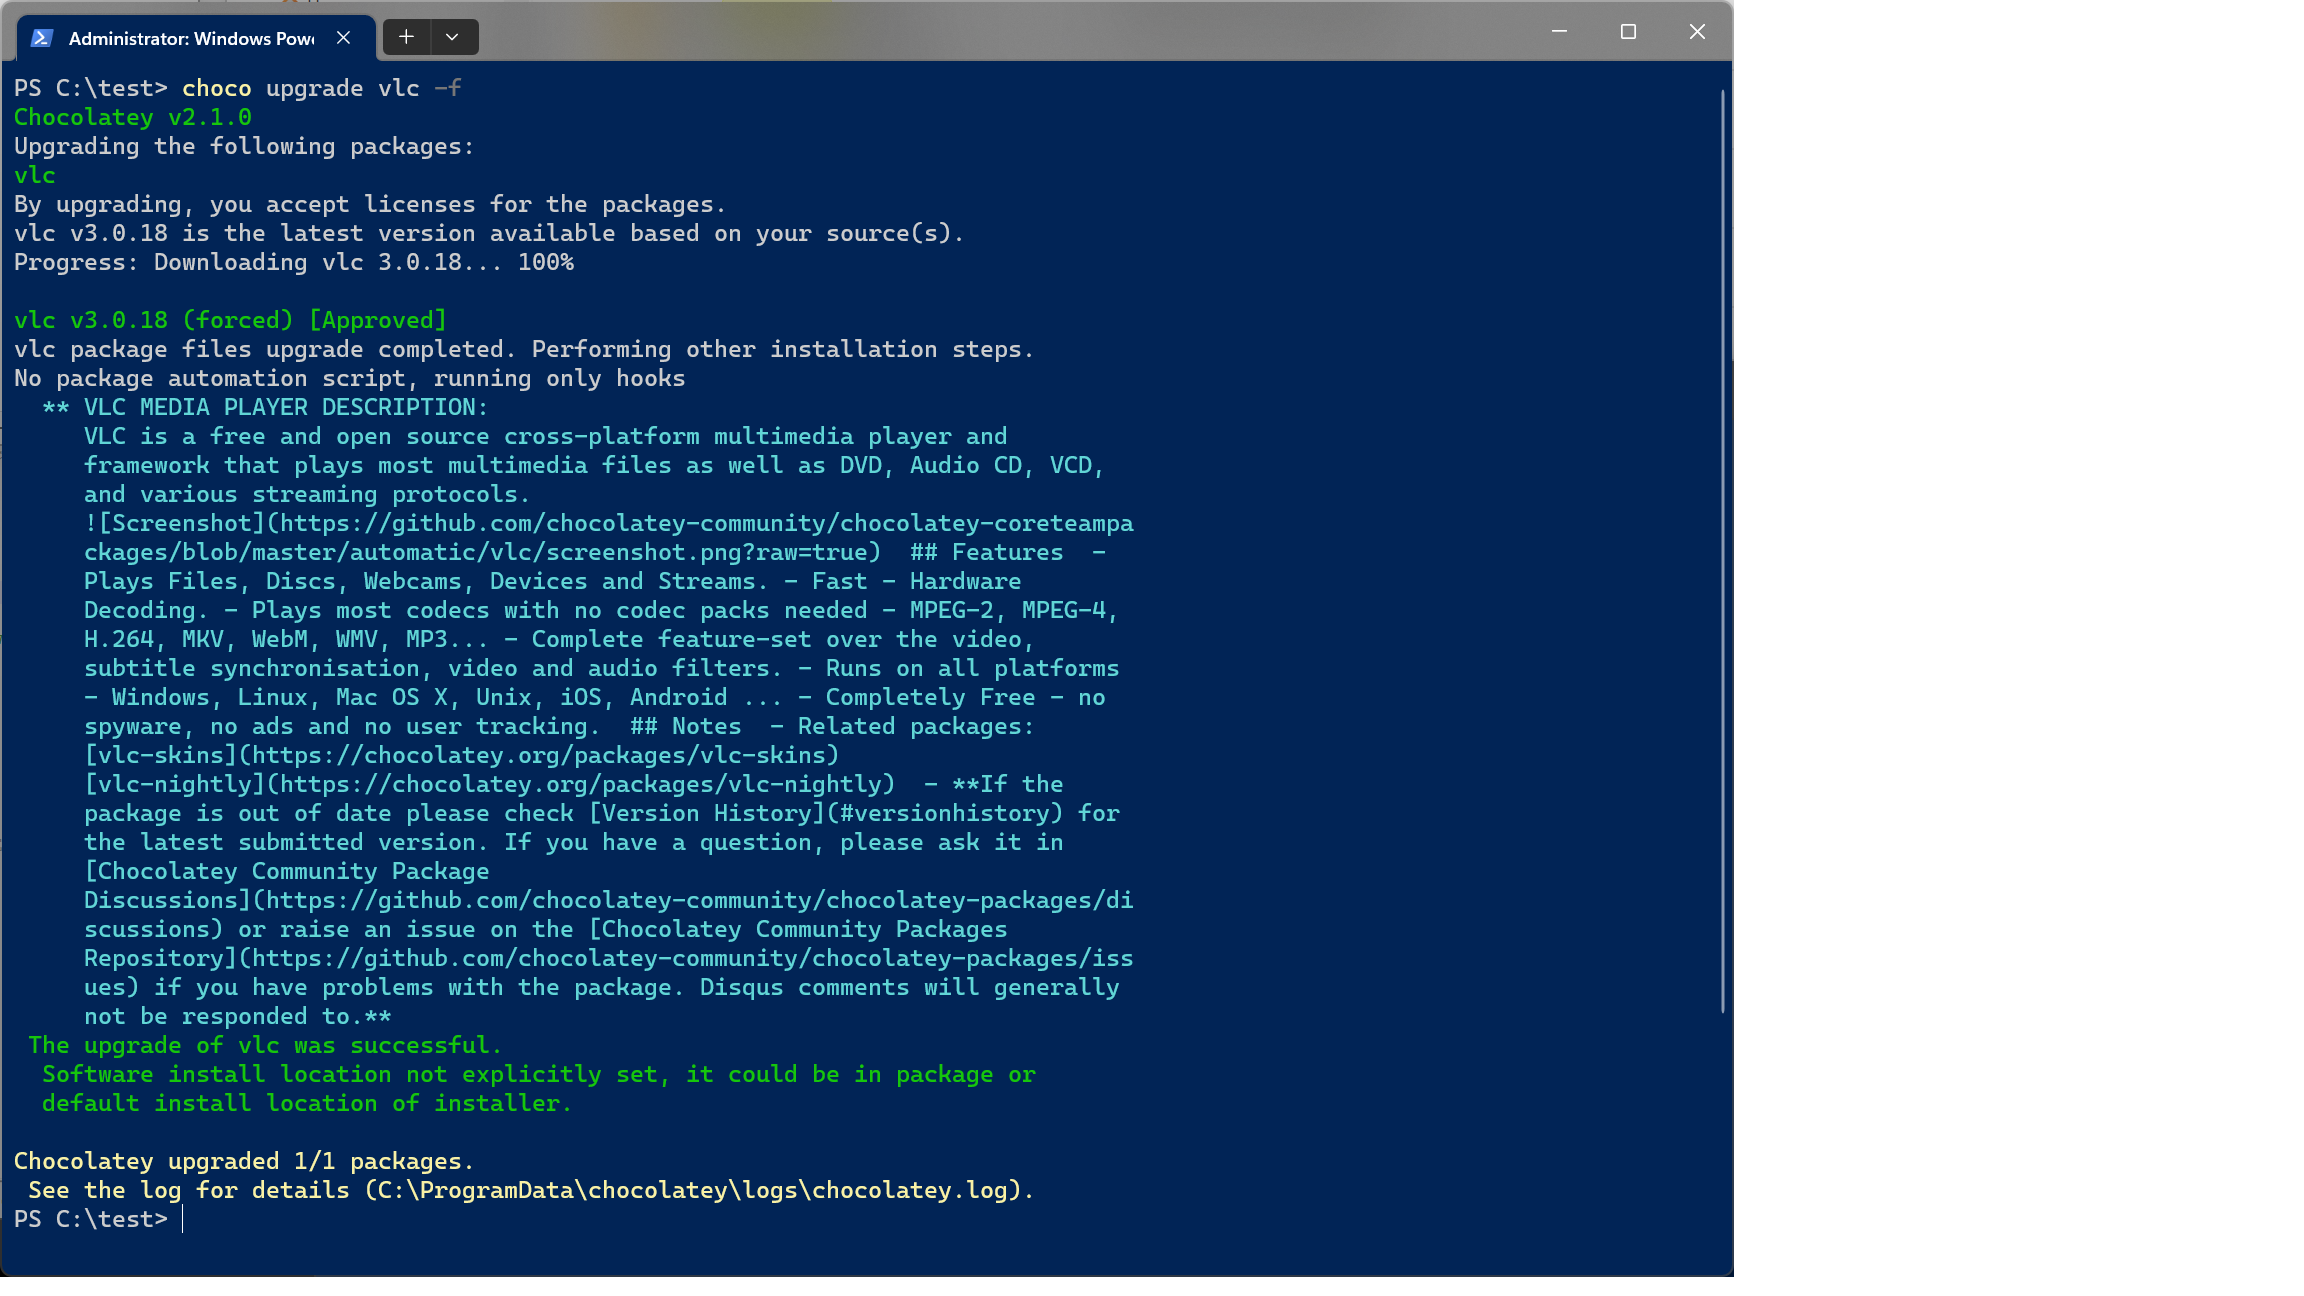 Administrator: Windows Pow
PS C:\test> choco upgrade vlc -f
Chocolatey v2.1.0
Upgrading the following packages:
vlc
By upgrading, you accept licenses for the packages.
vlc v3.0.18 is the latest version available based on your source(s).
Progress: Downloading vlc 3.0.18... 100%
vlc v3.0.18 (forced) [Approved]
vlc package files upgrade completed. Performing other installation steps.
No package automation script, running only hooks
** VLC MEDIA PLAYER DESCRIPTION:
VLC is a free and open source cross-platform multimedia player and
framework that plays most multimedia files as well as DVD, Audio CD, VCD,
and various streaming protocols.
![Screenshot](https://github.com/chocolatey-community/chocolatey-coreteampa
ckages/blob/master/automatic/vlc/screenshot.png?raw=true)  ## Features  -
Plays Files, Discs, Webcams, Devices and Streams. - Fast - Hardware
Decoding. - Plays most codecs with no codec packs needed - MPEG-2, MPEG-4,
H.264, MKV, WebM, WMV, MP3... - Complete feature-set over the video,
subtitle synchronisation, video and audio filters. - Runs on all platforms
- Windows, Linux, Mac OS X, Unix, iOS, Android ... - Completely Free - no
spyware, no ads and no user tracking.  ## Notes  - Related packages:
[vlc-skins](https://chocolatey.org/packages/vlc-skins)
[vlc-nightly](https://chocolatey.org/packages/vlc-nightly)  - **If the
package is out of date please check [Version History](#versionhistory) for
the latest submitted version. If you have a question, please ask it in
[Chocolatey Community Package
Discussions](https://github.com/chocolatey-community/chocolatey-packages/di
scussions) or raise an issue on the [Chocolatey Community Packages
Repository](https://github.com/chocolatey-community/chocolatey-packages/iss
ues) if you have problems with the package. Disqus comments will generally
not be responded to.**
The upgrade of vlc was successful.
Software install location not explicitly set, it could be in package or
default install location of installer.
Chocolatey upgraded 1/1 packages.
See the log for details (C:\ProgramData\chocolatey\logs\chocolatey.log).
PS C:\test>